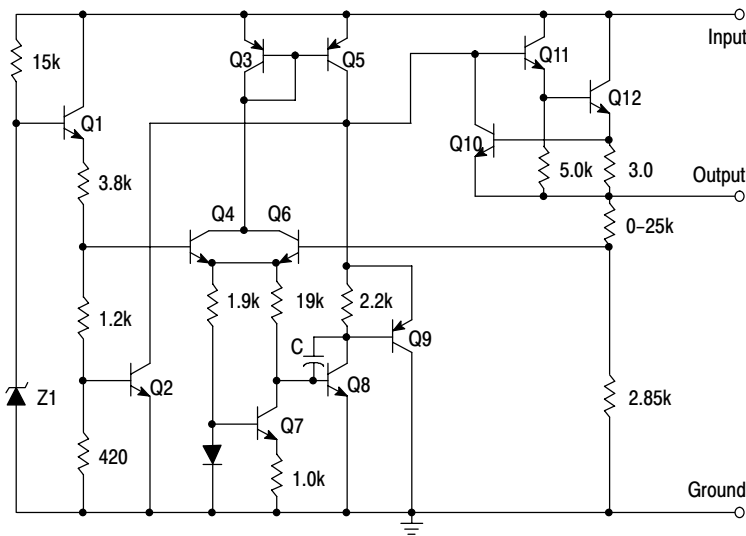 Input
15k
Q3
Q5
Q11
Q12
Q1
Q10
3.8k
5.0k
3.0
Output
Q4
Q6
0–25k
1.9k
19k
2.2k
1.2k
C
Q9
Z1
Q2
Q8
2.85k
Q7
420
1.0k
Ground